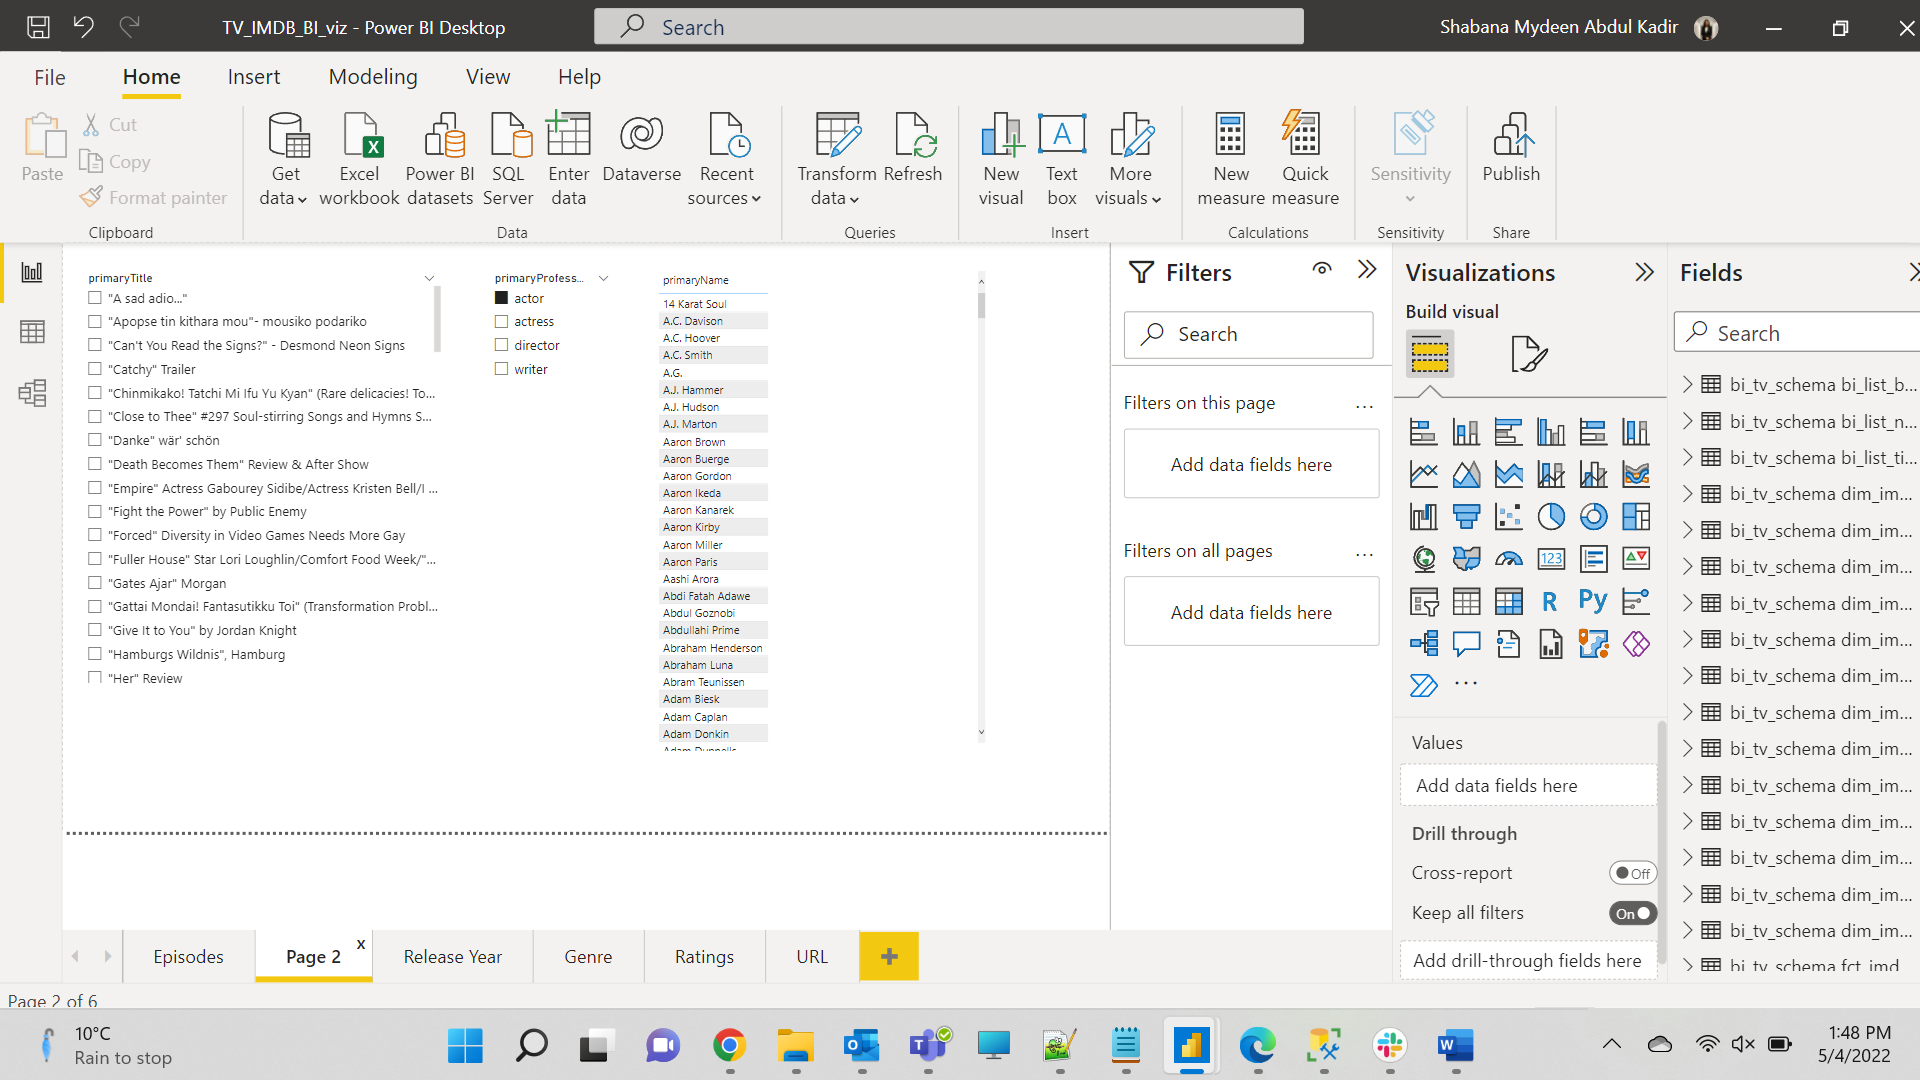 TV_IMDB_BI_viz - Power BI Desktop
Search
Shabana Mydeen Abdul Kadir
File
Home
Insert
Modeling
View
Help
Paste
Cut
Copy
Format painter
Clipboard
Get data
Excel workbook
Power BI datasets
SQL Server
Enter data
Dataverse
Recent sources
Data
Transform data
Refresh
Queries
New visual
Text box
More visuals
Insert
New measure
Quick measure
Calculations
Sensitivity
Sensitivity
Publish
Share
primaryTitle
"A sad adio..."
"Apopse tin kithara mou"- mousiko podariko
"Can't You Read the Signs?" - Desmond Neon Signs
"Catchy" Trailer
"Chinmikako! Tatchi Mi Ifu Yu Kyan" (Rare delicacies! To...
"Close to Thee" #297 Soul-stirring Songs and Hymns S...
"Danke" wär' schön
"Death Becomes Them" Review & After Show
"Empire" Actress Gabourey Sidibe/Actress Kristen Bell/I ...
"Fight the Power" by Public Enemy
"Forced" Diversity in Video Games Needs More Gay
"Fuller House" Star Lori Loughlin/Comfort Food Week/"...
"Gates Ajar" Morgan
"Gattai Mondai! Fantasutikku Toi" (Transformation Probl...
"Give It to You" by Jordan Knight
"Hamburgs Wildnis", Hamburg
"Her" Review
primaryProfess...
actor
actress
director
writer
primaryName
14 Karat Soul
A.C. Davison
A.C. Hoover
A.C. Smith
A.G.
A.J. Hammer
A.J. Hudson
A.J. Marton
Aaron Brown
Aaron Buerge
Aaron Gordon
Aaron Ikeda
Aaron Kanarek
Aaron Kirby
Aaron Miller
Aaron Paris
Aashi Arora
Abdi Fatah Adawe
Abdul Goznobi
Abdullahi Prime
Abraham Henderson
Abraham Luna
Abram Teunissen
Adam Biesk
Adam Caplan
Adam Donkin
Filters
Search
Filters on this page
...
Add data fields here
Filters on all pages
...
Add data fields here
Visualizations
Build visual
123
R
Py
...
Values
Add data fields here
Drill through
Cross-report
Off
Keep all filters
On
Add drill-through fields here
Fields
Search
bi_tv_schema bi_list_b...
bi_tv_schema bi_list_n...
bi_tv_schema bi_list_ti...
bi_tv_schema dim_im...
bi_tv_schema dim_im...
bi_tv_schema dim_im...
bi_tv_schema dim_im...
bi_tv_schema dim_im...
bi_tv_schema dim_im...
bi_tv_schema dim_im...
bi_tv_schema dim_im...
bi_tv_schema dim_im...
bi_tv_schema dim_im...
bi_tv_schema dim_im...
bi_tv_schema dim_im...
bi_tv_schema dim_im...
bi_tv_schema fct_imd
Episodes
Page 2
x
Release Year
Genre
Ratings
URL
Page 2 of 6
10°C
Rain to stop
1:48 PM
5/4/2022